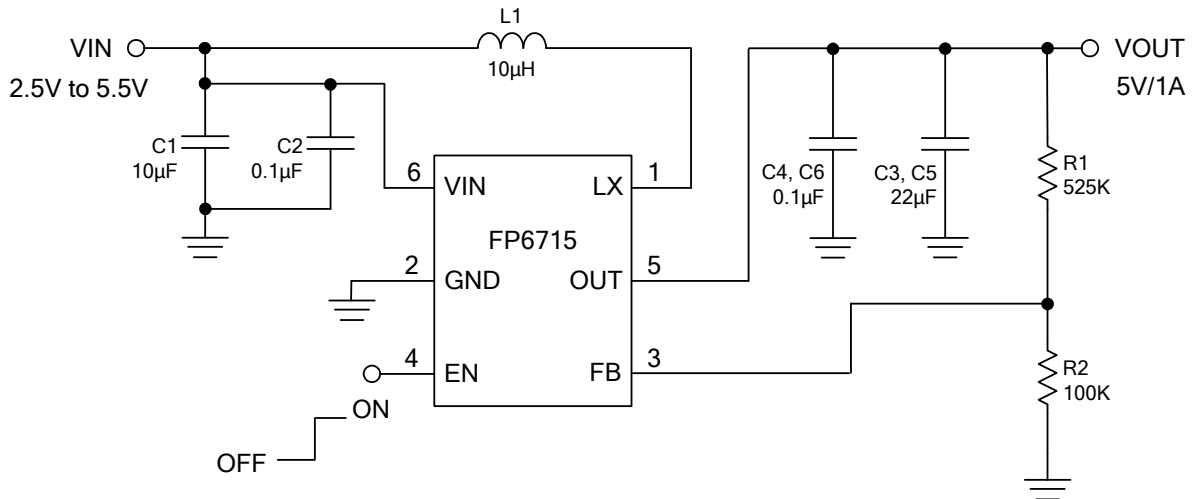 L1
10µH
VIN
2.5V to 5.5V
VOUT
5V/1A
C1
10µF
C2
0.1µF
C4, C6
0.1µF
C3, C5
22µF
R1
525K
6
VIN
LX
1
FP6715
2
GND
OUT
5
4
EN
FB
3
R2
100K
ON
OFF